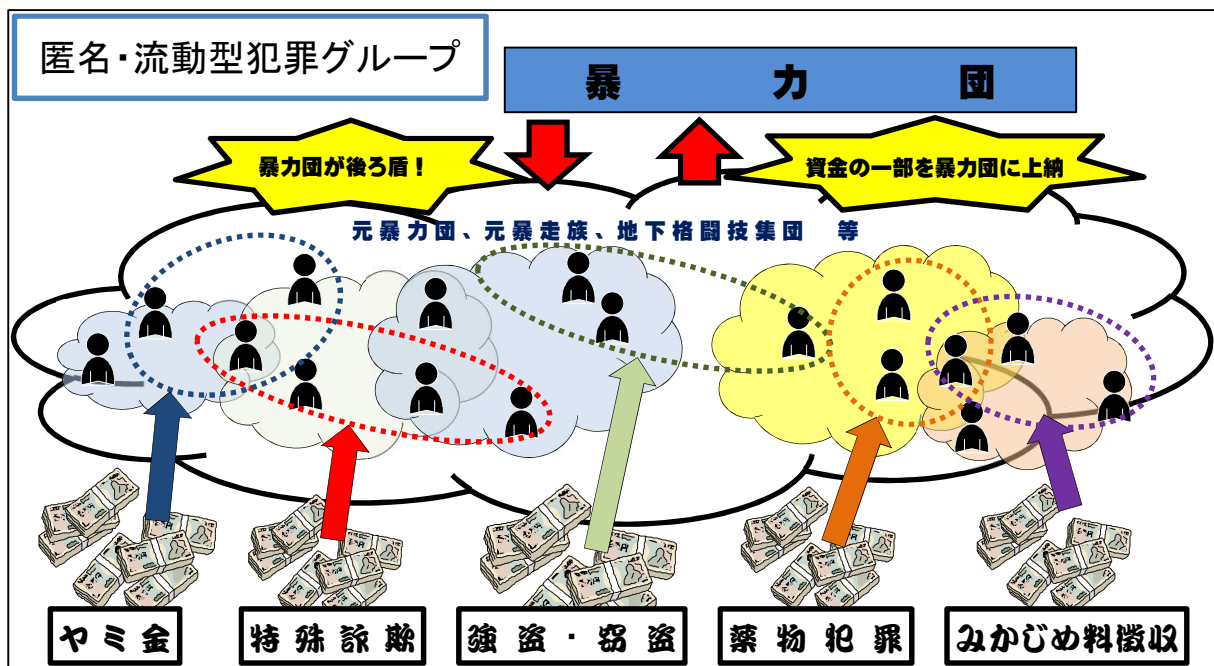 匿名・流動型犯罪グループ
暴力団
暴力団が後ろ盾！
資金の一部を暴力団に上納
元暴力団、元暴走族、地下格闘技集団　等
ヤミ金
特殊詐欺
強盗・窃盗
薬物犯罪
みかじめ料徴収